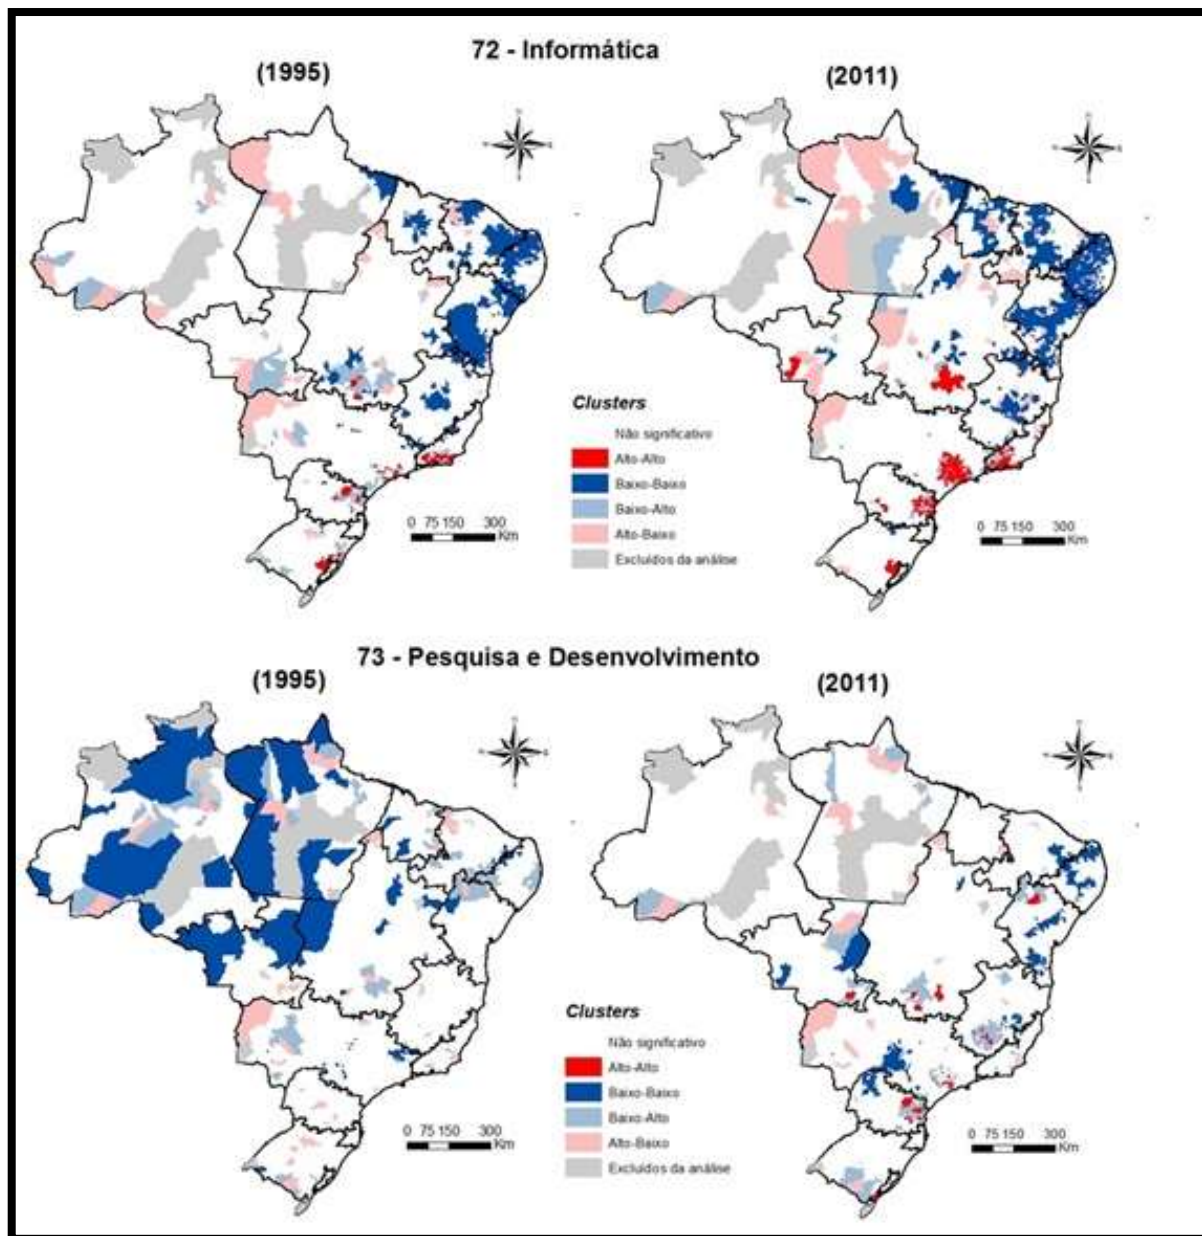 72 - Informática
(1995)
(2011)
Clusters
Não significativo
Alto-Alto
Baixo-Baixo
Baixo-Alto
Alto-Baixo
Excluídos da análise
0 75 150 300
Km
0 75 150 300
Km
73 - Pesquisa e Desenvolvimento
(1995)
(2011)
Clusters
Não significativo
Alto-Alto
Baixo-Baixo
Baixo-Alto
Alto-Baixo
Excluídos da análise
0 75 150 300
Km
0 75 150 300
Km